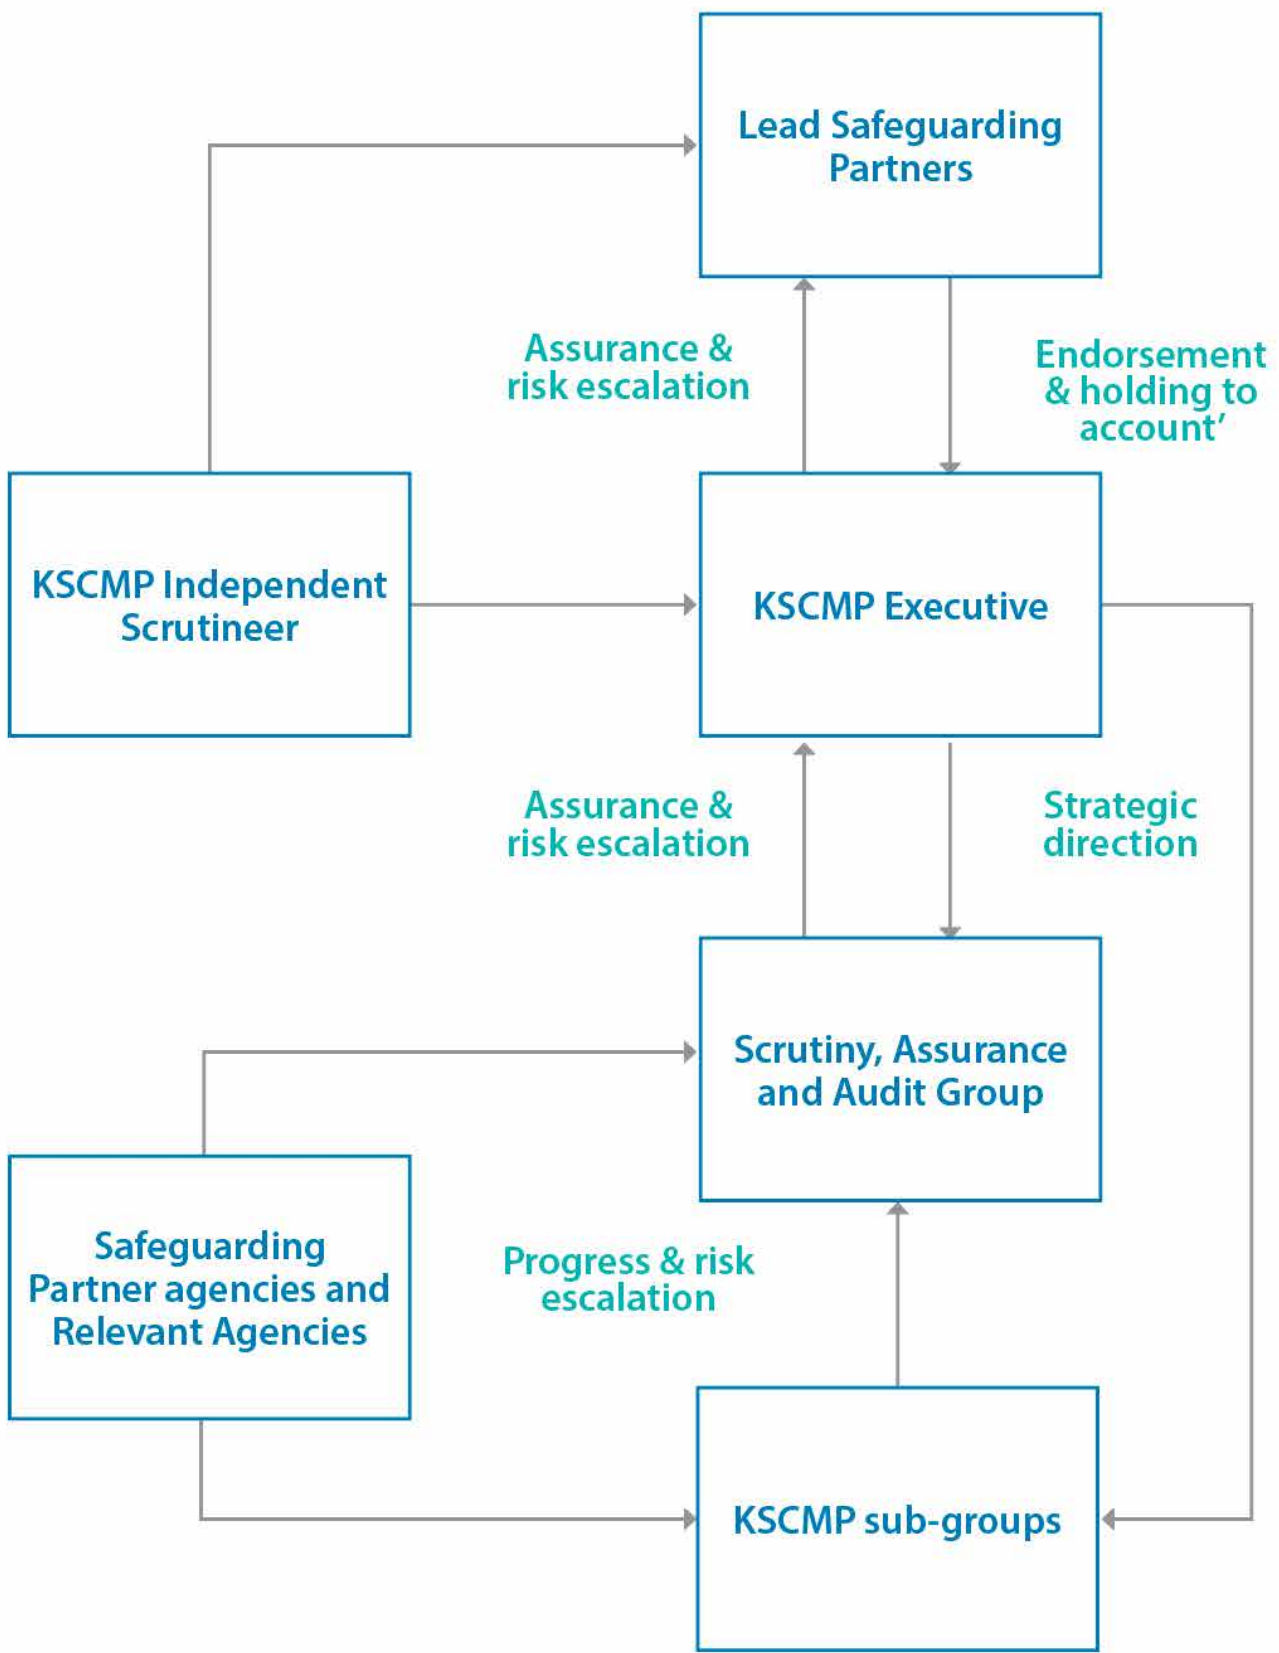 Lead Safeguarding
Partners
Assurance &
risk escalation
Endorsement
& holding to
account’
KSCMP Independent
Scrutineer
KSCMP Executive
Assurance &
risk escalation
Strategic
direction
Scrutiny, Assurance
and Audit Group
Safeguarding
Partner agencies and
Relevant Agencies
Progress & risk
escalation
KSCMP sub-groups